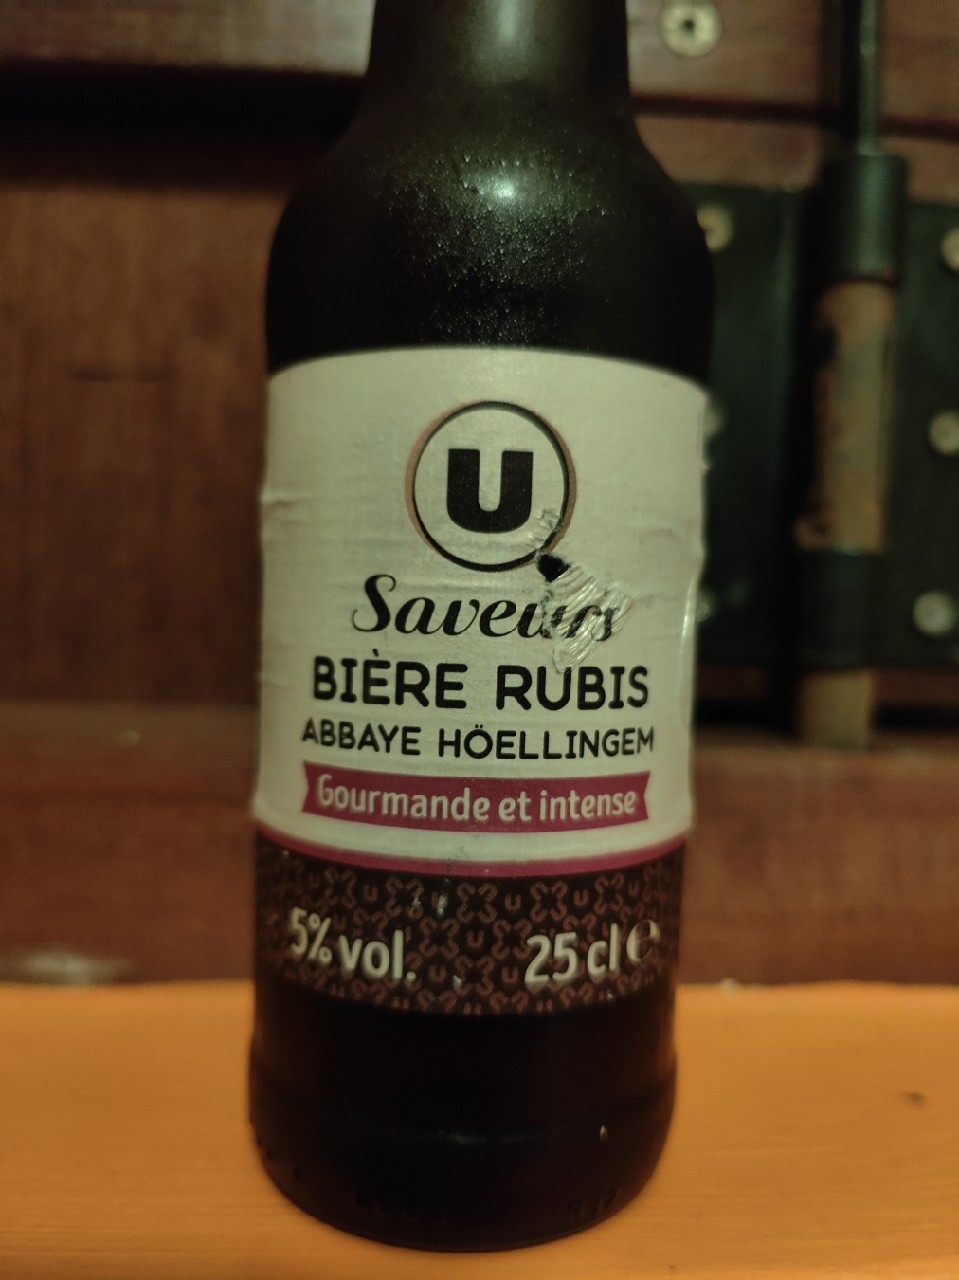 U
Saveurs
BIÈRE RUBIS
ABBAYE HÖELLINGEM
Gourmande et intense
5% vol. 25 cl e